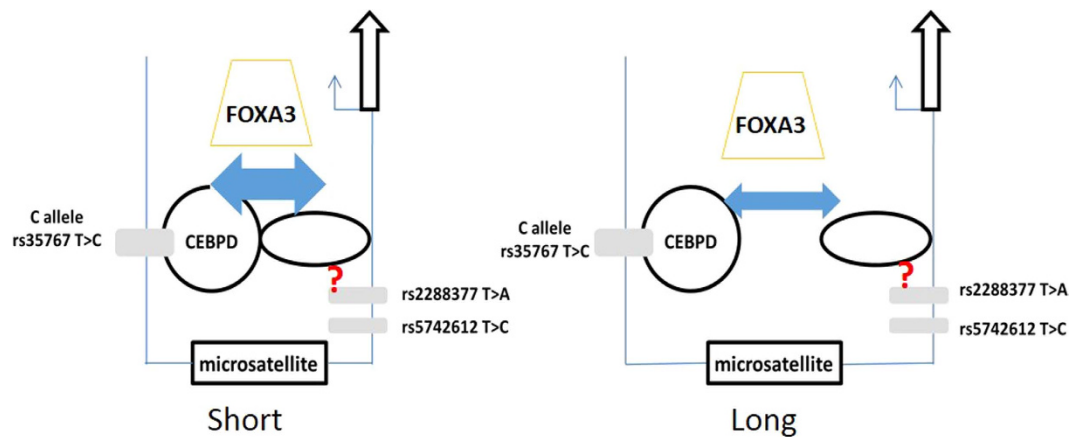 FOXA3
C allele
rs35767 T>C
CEBPD
?
rs2288377 T>A
rs5742612 T>C
microsatellite
Short
FOXA3
C allele
rs35767 T>C
CEBPD
?
rs2288377 T>A
rs5742612 T>C
microsatellite
Long